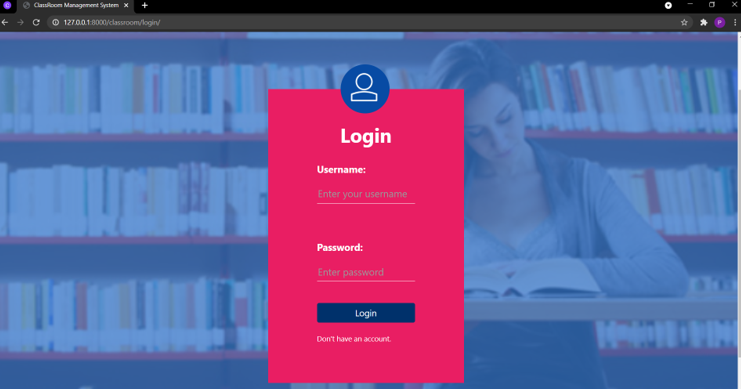 ClassRoom Management System
127.0.0.1:8000/classroom/login/
P
Login
Username:
Enter your username
Password:
Enter password
Login
Don't have an account.